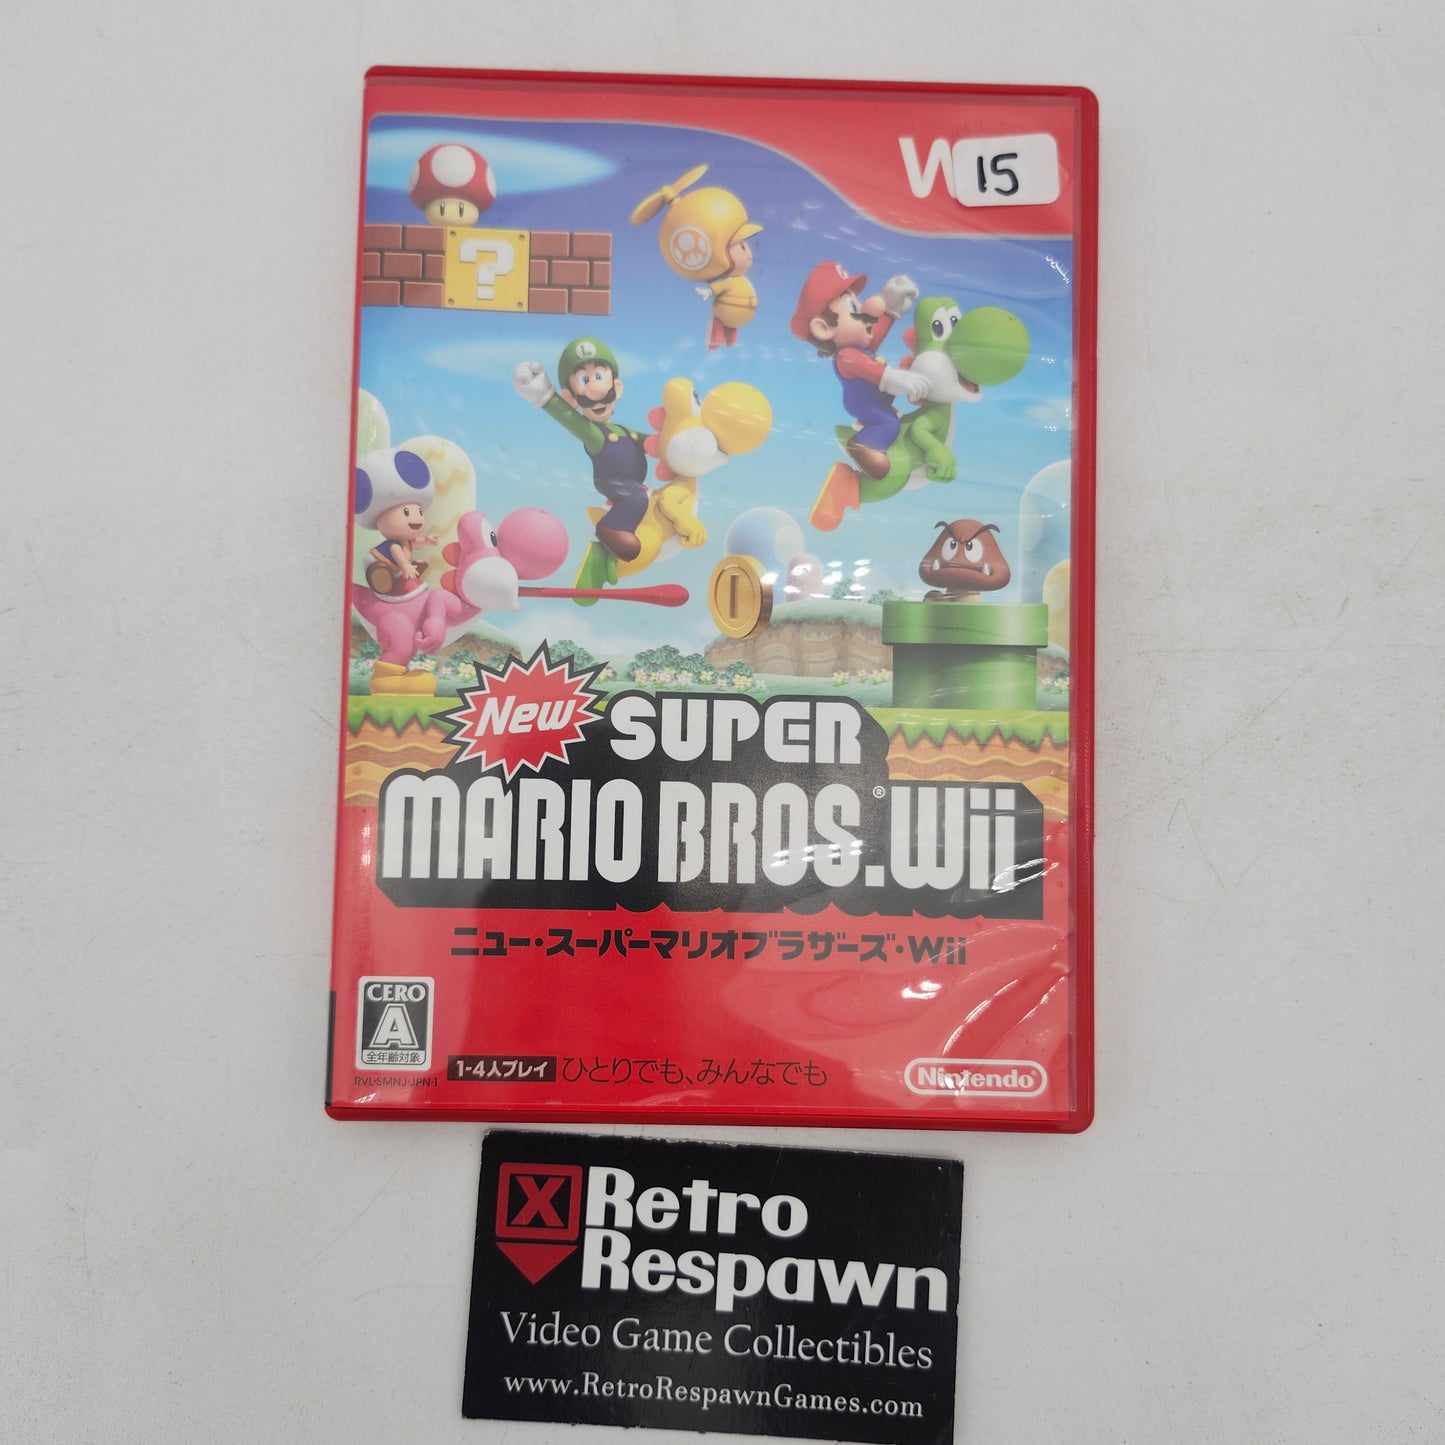 W
15
?
L
New SUPER
MARIO BROS.® Wii
ニュー・スーパーマリオブラザーズ・Wii
CERO
A
全年齢対象
RVL-SMNJ-JPN-1
1-4人プレイ ひとりでも、みんなでも
Nintendo®
X
Retro
Respawn
Video Game Collectibles
www.RetroRespawnGames.com